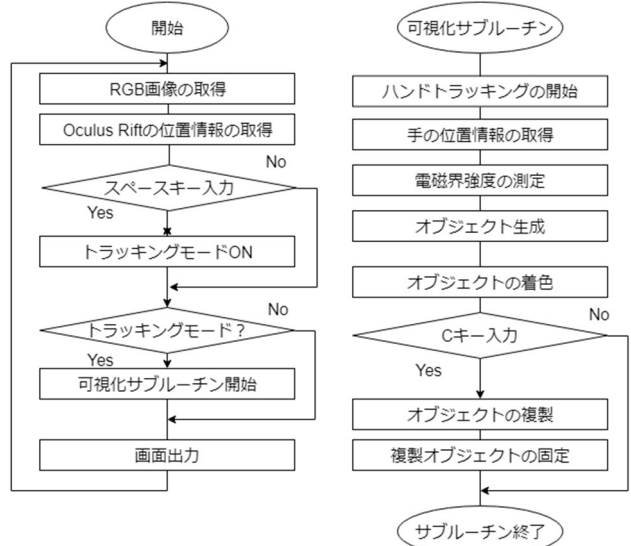 開始
RGB画像の取得
Oculus Riftの位置情報の取得
No
スペースキー入力
Yes
トラッキングモードON
No
トラッキングモード？
Yes
可視化サブルーチン開始
画面出力
可視化サブルーチン
ハンドトラッキングの開始
手の位置情報の取得
電磁界強度の測定
オブジェクト生成
オブジェクトの着色
No
Cキー入力
Yes
オブジェクトの複製
複製オブジェクトの固定
サブルーチン終了